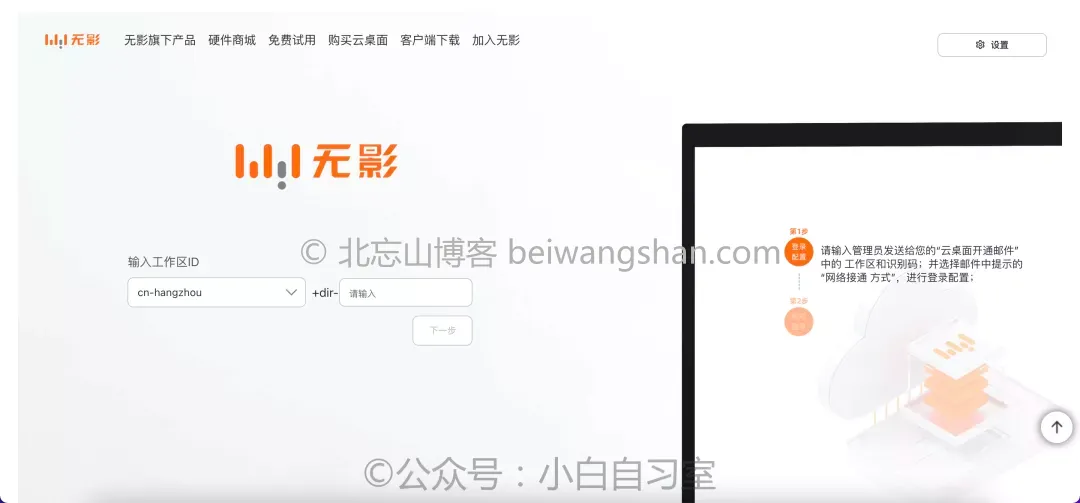 无影 无影旗下产品 硬件商城 免费试用 购买云桌面 客户端下载 加入无影
设置
无影
© 北忘山博客 beiwangshan.com
输入工作区ID
cn-hangzhou +dir- 请输入
下一步
第1步
登录
配置
请输入管理员发送给您的“云桌面开通邮件”
中的 工作区和识别码；并选择邮件中提示的
“网络接通 方式”，进行登录配置；
第2步
©公众号：小白自习室